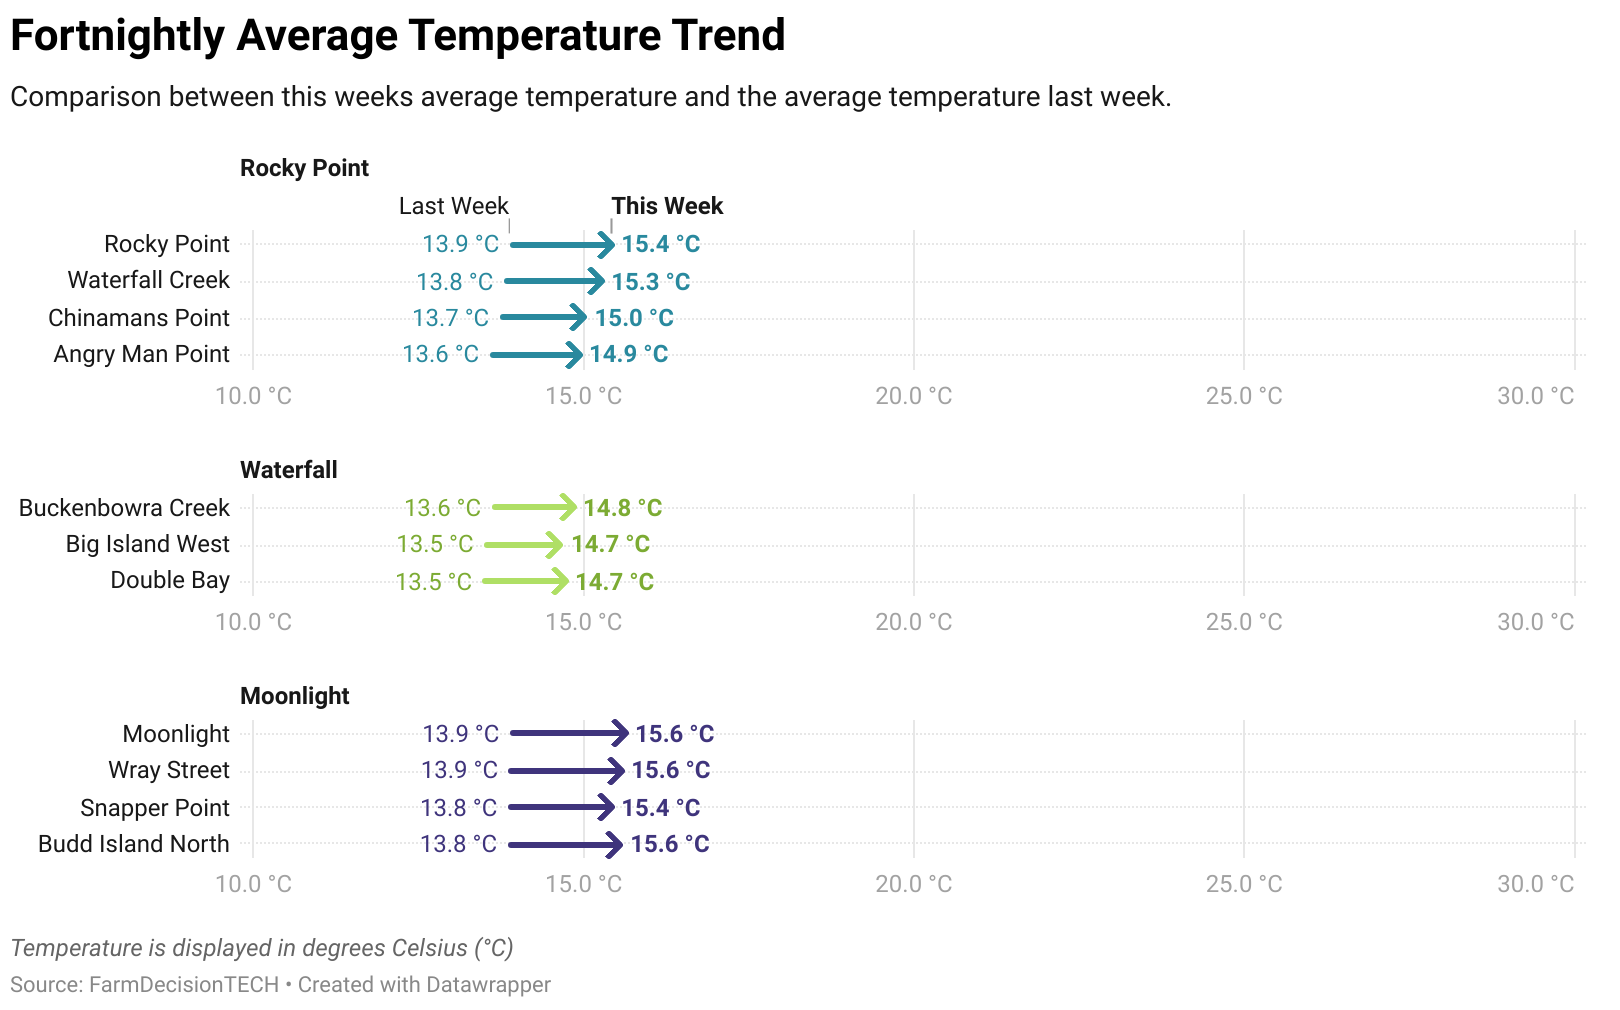 Fortnightly Average Temperature Trend
Comparison between this weeks average temperature and the average temperature last week.
Rocky Point
Last Week This Week
Rocky Point 13.9 °C 15.4 °C
Waterfall Creek 13.8 °C 15.3 °C
Chinamans Point 13.7 °C 15.0 °C
Angry Man Point 13.6 °C 14.9 °C
10.0 °C 15.0 °C 20.0 °C 25.0 °C 30.0 °C
Waterfall
Buckenbowra Creek 13.6 °C 14.8 °C
Big Island West 13.5 °C 14.7 °C
Double Bay 13.5 °C 14.7 °C
10.0 °C 15.0 °C 20.0 °C 25.0 °C 30.0 °C
Moonlight
Moonlight 13.9 °C 15.6 °C
Wray Street 13.9 °C 15.6 °C
Snapper Point 13.8 °C 15.4 °C
Budd Island North 13.8 °C 15.6 °C
10.0 °C 15.0 °C 20.0 °C 25.0 °C 30.0 °C
Temperature is displayed in degrees Celsius (°C)
Source: FarmDecisionTECH • Created with Datawrapper